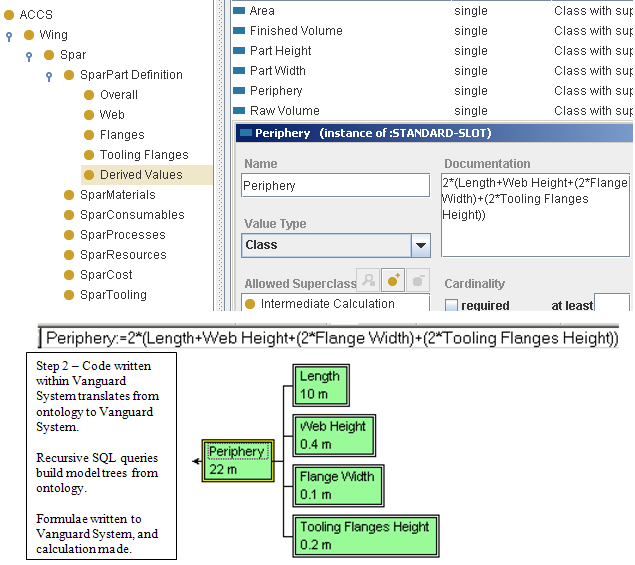 ACCS
Wing
Spar
SparPart Definition
Overall
Web
Flanges
Tooling Flanges
Derived Values
SparMaterials
SparConsumables
SparProcesses
SparResources
SparCost
SparTooling
Area single Class with sup
Finished Volume single Class with sup
Part Height single Class with sup
Part Width single Class with sup
Periphery single Class with sup
Raw Volume single Class with sup
Periphery (instance of :STANDARD-SLOT)
Name
Periphery
Value Type
Class
Allowed Superclass
Intermediate Calculation
Documentation
2*(Length+Web Height+(2*Flange
Width)+(2*Tooling Flanges
Height))
Cardinality
required at least
Periphery:=2*(Length+Web Height+(2*Flange Width)+(2*Tooling Flanges Height))
Step 2 – Code written
within Vanguard
System translates from
ontology to Vanguard
System.
Recursive SQL queries
build model trees from
ontology.
Formulae written to
Vanguard System, and
calculation made.
Periphery
22 m
Length
10 m
Web Height
0.4 m
Flange Width
0.1 m
Tooling Flanges Height
0.2 m